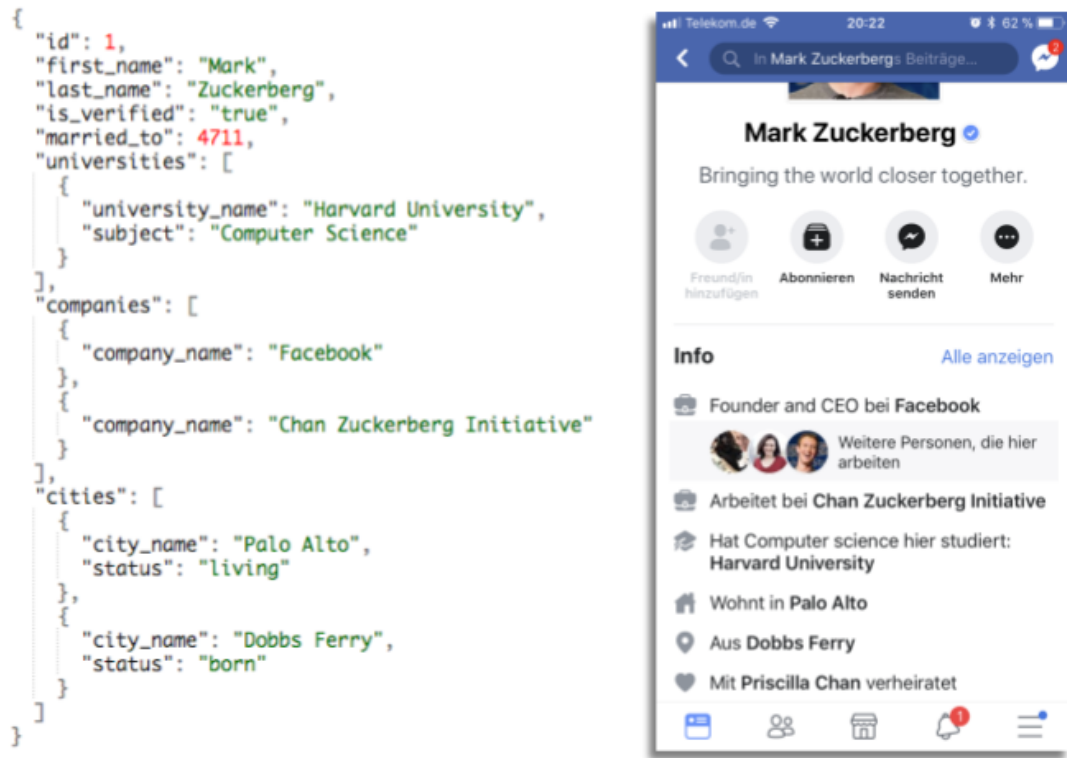 {
"id": 1,
"first_name": "Mark",
"last_name": "Zuckerberg",
"is_verified": "true",
"married_to": 4711,
"universities": [
{
"university_name": "Harvard University",
"subject": "Computer Science"
}
],
"companies": [
{
"company_name": "Facebook"
},
{
"company_name": "Chan Zuckerberg Initiative"
}
],
"cities": [
{
"city_name": "Palo Alto",
"status": "living"
},
{
"city_name": "Dobbs Ferry",
"status": "born"
}
]
}
Telekom.de 20:22 62 %
In Mark Zuckerbergs Beiträge... 2
Mark Zuckerberg
Bringing the world closer together.
Freund/in hinzufügen
Abonnieren
Nachricht senden
Mehr
Info Alle anzeigen
Founder and CEO bei Facebook
Weitere Personen, die hier
arbeiten
Arbeitet bei Chan Zuckerberg Initiative
Hat Computer science hier studiert:
Harvard University
Wohnt in Palo Alto
Aus Dobbs Ferry
Mit Priscilla Chan verheiratet
1